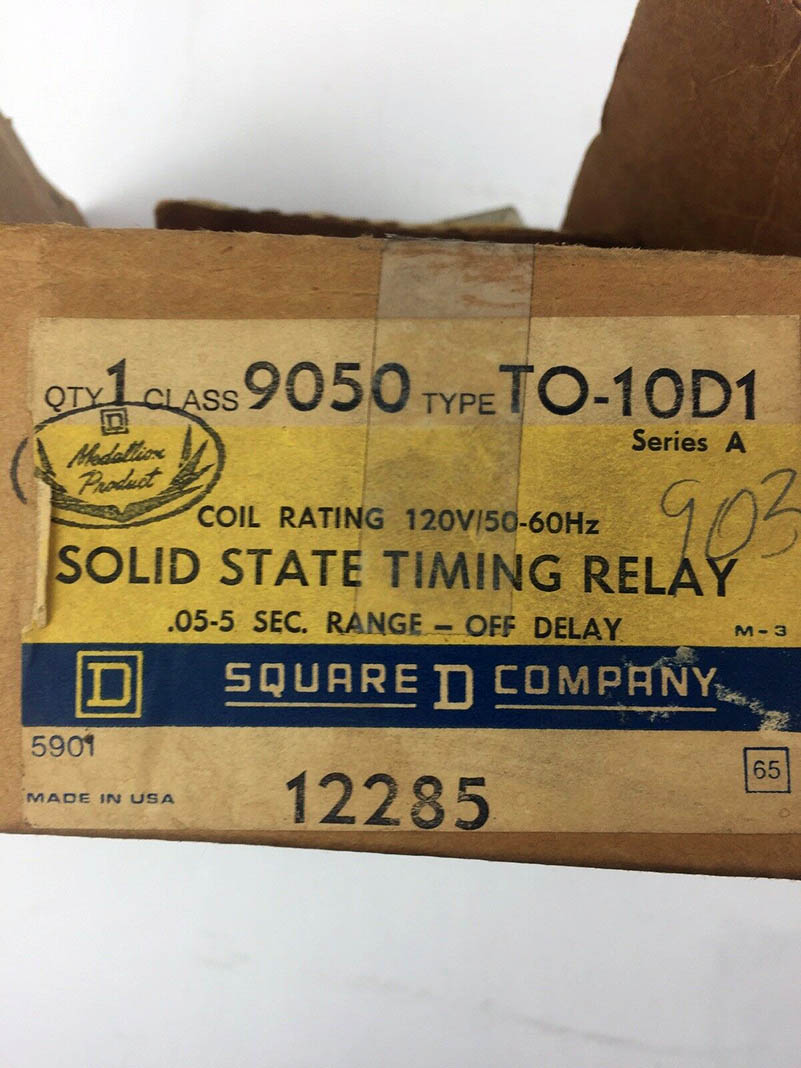 QTY 1 CLASS 9050 TYPE TO-10D1
Series A
D
Medallion
Product
903
COIL RATING 120V/50-60Hz
SOLID STATE TIMING RELAY
.05-5 SEC. RANGE – OFF DELAY M-3
D SQUARE D COMPANY
5901
65
MADE IN USA 12285